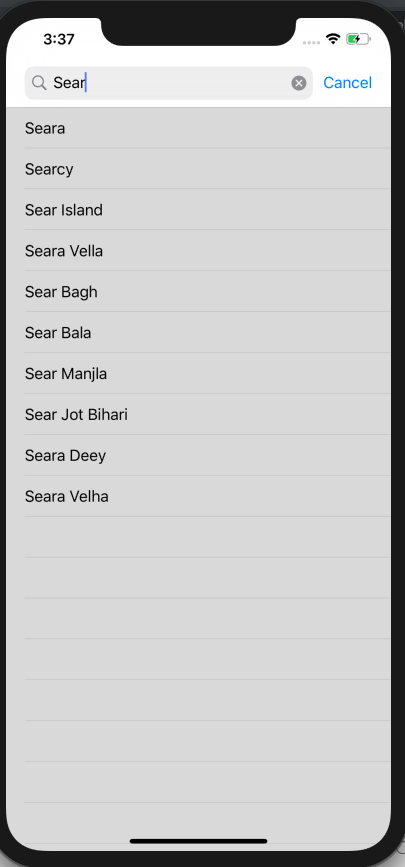 3:37
Sear
Cancel
Seara
Searcy
Sear Island
Seara Vella
Sear Bagh
Sear Bala
Sear Manjla
Sear Jot Bihari
Seara Deey
Seara Velha